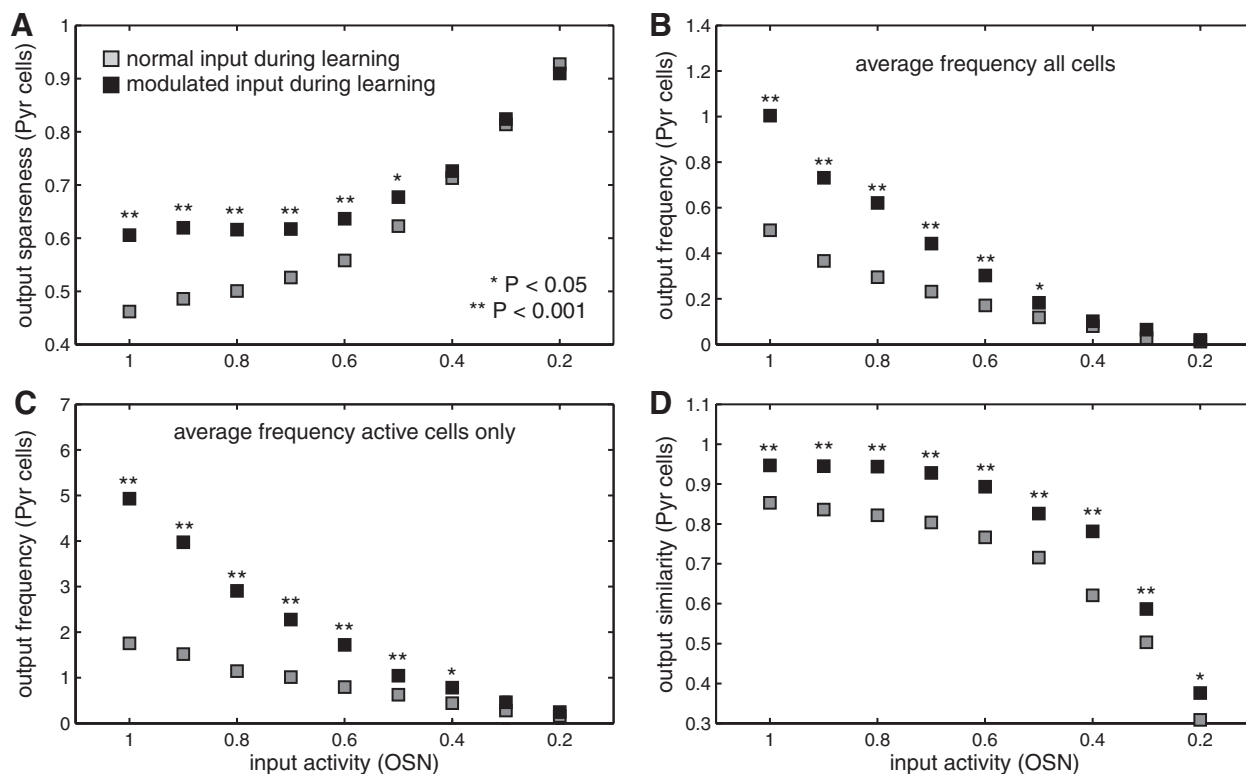 A
output sparseness (Pyr cells)
1
0.9
0.8
0.7
0.6
0.5
0.4
normal input during learning
modulated input during learning
** ** ** ** ** *
* P < 0.05
** P < 0.001
1 0.8 0.6 0.4 0.2
B
output frequency (Pyr cells)
1.4
1.2
1
0.8
0.6
0.4
0.2
0
average frequency all cells
** ** ** ** ** *
1 0.8 0.6 0.4 0.2
C
output frequency (Pyr cells)
7
6
5
4
3
2
1
0
average frequency active cells only
** ** ** ** ** ** *
1 0.8 0.6 0.4 0.2
input activity (OSN)
D
output similarity (Pyr cells)
1.1
1
0.9
0.8
0.7
0.6
0.5
0.4
0.3
** ** ** ** ** ** ** ** *
1 0.8 0.6 0.4 0.2
input activity (OSN)